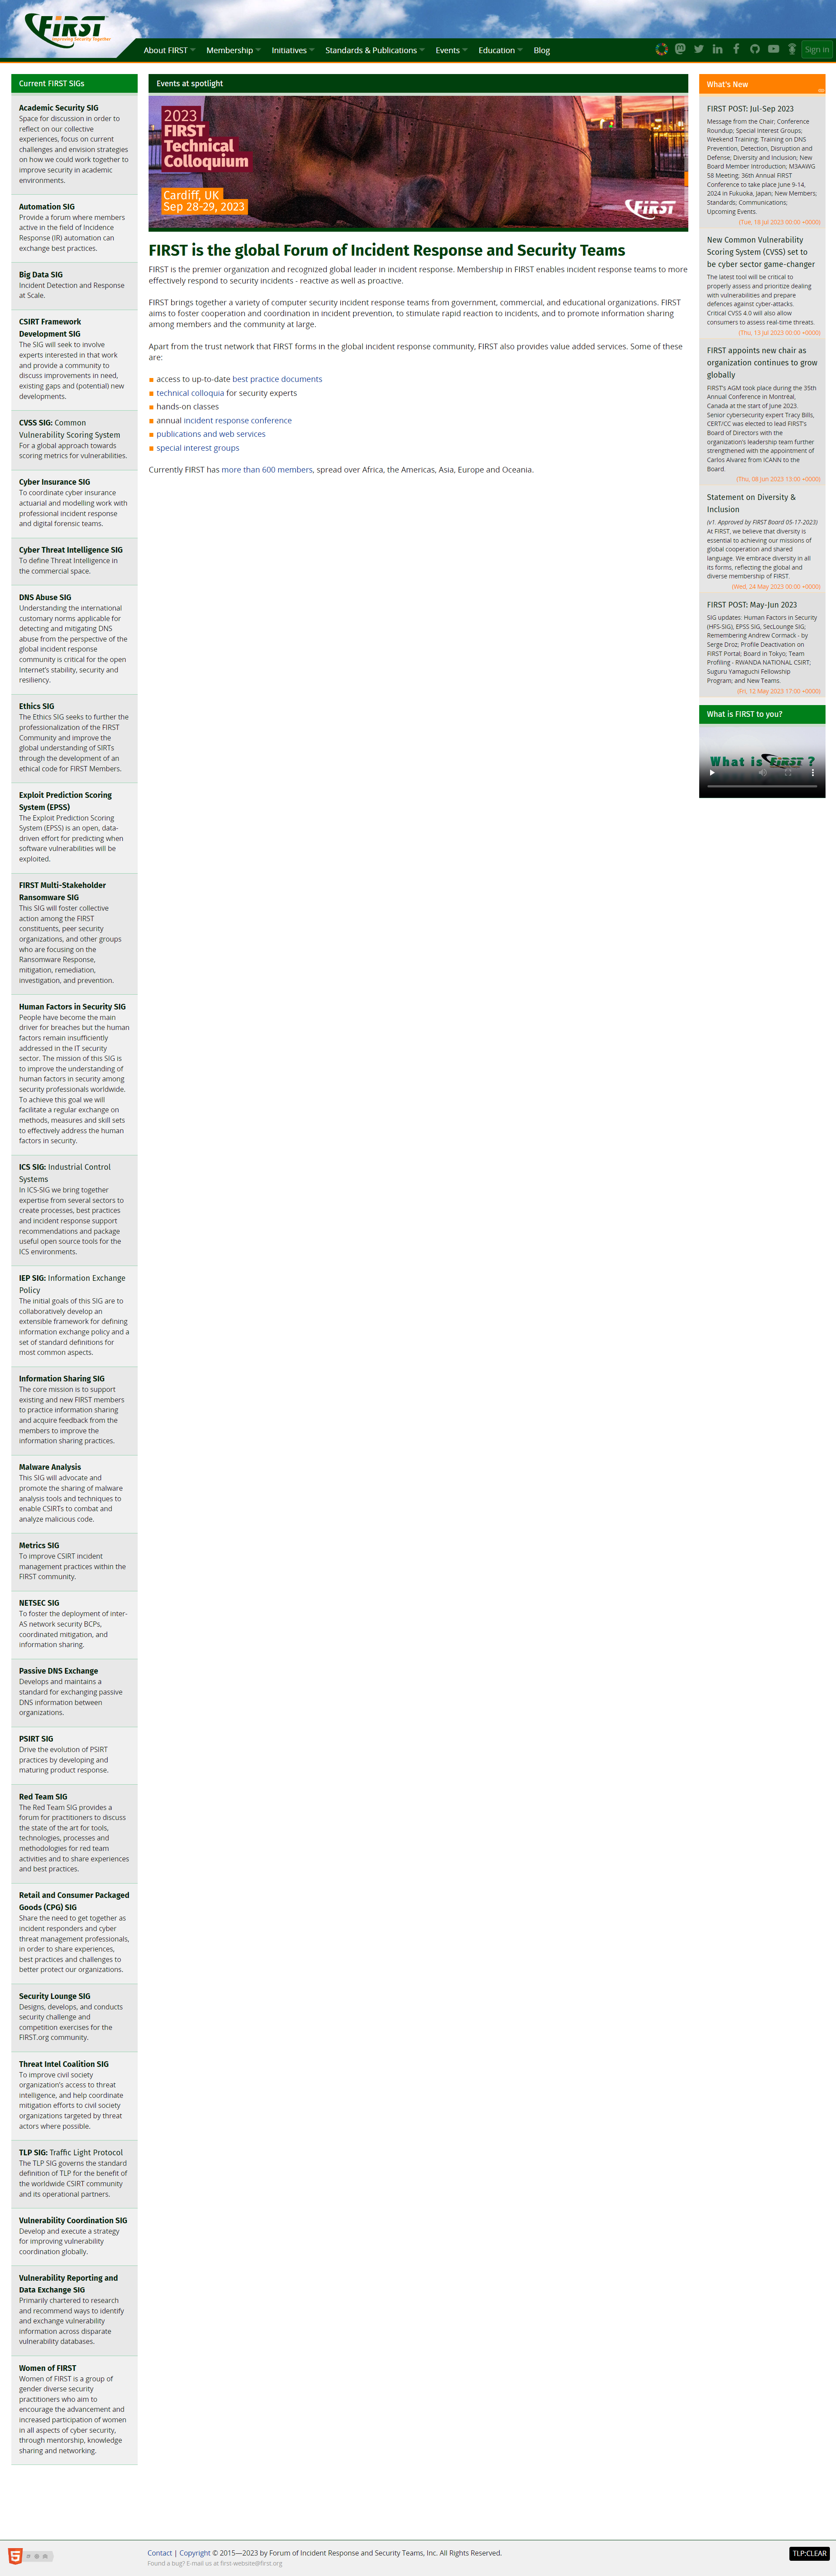 FIRST
Improving Security Together
About FIRST
Membership
Initiatives
Standards & Publications
Events
Education
Blog
Sign in
Current FIRST SIGs
Academic Security SIG
Space for discussion in order to
reflect on our collective
experiences, focus on current
challenges and envision strategies
on how we could work together to
improve security in academic
environments.
Automation SIG
Provide a forum where members
active in the field of Incidence
Response (IR) automation can
exchange best practices.
Big Data SIG
Incident Detection and Response
at Scale.
CSIRT Framework
Development SIG
The SIG will seek to involve
experts interested in that work
and provide a community to
discuss improvements in need,
existing gaps and (potential) new
developments.
CVSS SIG: Common
Vulnerability Scoring System
For a global approach towards
scoring metrics for vulnerabilities.
Cyber Insurance SIG
To coordinate cyber insurance
actuarial and modelling work with
professional incident response
and digital forensic teams.
Cyber Threat Intelligence SIG
To define Threat Intelligence in
the commercial space.
DNS Abuse SIG
Understanding the international
customary norms applicable for
detecting and mitigating DNS
abuse from the perspective of the
global incident response
community is critical for the open
Internet's stability, security and
resiliency.
Ethics SIG
The Ethics SIG seeks to further the
professionalization of the FIRST
Community and improve the
global understanding of SIRTs
through the development of an
ethical code for FIRST Members.
Exploit Prediction Scoring
System (EPSS)
The Exploit Prediction Scoring
System (EPSS) is an open, data-
driven effort for predicting when
software vulnerabilities will be
exploited.
FIRST Multi-Stakeholder
Ransomware SIG
This SIG will foster collective
action among the FIRST
constituents, peer security
organizations, and other groups
who are focusing on the
Ransomware Response,
mitigation, remediation,
investigation, and prevention.
Human Factors in Security SIG
People have become the main
driver for breaches but the human
factors remain insufficiently
addressed in the IT security
sector. The mission of this SIG is
to improve the understanding of
human factors in security among
security professionals worldwide.
To achieve this goal we will
facilitate a regular exchange on
methods, measures and skill sets
to effectively address the human
factors in security.
ICS SIG: Industrial Control
Systems
In ICS-SIG we bring together
expertise from several sectors to
create processes, best practices
and incident response support
recommendations and package
useful open source tools for the
ICS environments.
IEP SIG: Information Exchange
Policy
The initial goals of this SIG are to
collaboratively develop an
extensible framework for defining
information exchange policy and a
set of standard definitions for
most common aspects.
Information Sharing SIG
The core mission is to support
existing and new FIRST members
to practice information sharing
and acquire feedback from the
members to improve the
information sharing practices.
Malware Analysis
This SIG will advocate and
promote the sharing of malware
analysis tools and techniques to
enable CSIRTs to combat and
analyze malicious code.
Metrics SIG
To improve CSIRT incident
management practices within the
FIRST community.
NETSEC SIG
To foster the deployment of inter-
AS network security BCPs,
coordinated mitigation, and
information sharing.
Passive DNS Exchange
Develops and maintains a
standard for exchanging passive
DNS information between
organizations.
PSIRT SIG
Drive the evolution of PSIRT
practices by developing and
maturing product response.
Red Team SIG
The Red Team SIG provides a
forum for practitioners to discuss
the state of the art for tools,
technologies, processes and
methodologies for red team
activities and to share experiences
and best practices.
Retail and Consumer Packaged
Goods (CPG) SIG
Share the need to get together as
incident responders and cyber
threat management professionals,
in order to share experiences,
best practices and challenges to
better protect our organizations.
Security Lounge SIG
Designs, develops, and conducts
security challenge and
competition exercises for the
FIRST.org community.
Threat Intel Coalition SIG
To improve civil society
organization's access to threat
intelligence, and help coordinate
mitigation efforts to civil society
organizations targeted by threat
actors where possible.
TLP SIG: Traffic Light Protocol
The TLP SIG governs the standard
definition of TLP for the benefit of
the worldwide CSIRT community
and its operational partners.
Vulnerability Coordination SIG
Develop and execute a strategy
for improving vulnerability
coordination globally.
Vulnerability Reporting and
Data Exchange SIG
Primarily chartered to research
and recommend ways to identify
and exchange vulnerability
information across disparate
vulnerability databases.
Women of FIRST
Women of FIRST is a group of
gender diverse security
practitioners who aim to
encourage the advancement and
increased participation of women
in all aspects of cyber security,
through mentorship, knowledge
sharing and networking.
Events at spotlight
2023
FIRST
Technical
Colloquium
Cardiff, UK
Sep 28-29, 2023
FIRST
FIRST is the global Forum of Incident Response and Security Teams
FIRST is the premier organization and recognized global leader in incident response. Membership in FIRST enables incident response teams to more
effectively respond to security incidents - reactive as well as proactive.
FIRST brings together a variety of computer security incident response teams from government, commercial, and educational organizations. FIRST
aims to foster cooperation and coordination in incident prevention, to stimulate rapid reaction to incidents, and to promote information sharing
among members and the community at large.
Apart from the trust network that FIRST forms in the global incident response community, FIRST also provides value added services. Some of these
are:
access to up-to-date best practice documents
technical colloquia for security experts
hands-on classes
annual incident response conference
publications and web services
special interest groups
Currently FIRST has more than 600 members, spread over Africa, the Americas, Asia, Europe and Oceania.
What's New
FIRST POST: Jul-Sep 2023
Message from the Chair; Conference
Roundup; Special Interest Groups;
Weekend Training; Training on DNS
Prevention, Detection, Disruption and
Defense; Diversity and Inclusion; New
Board Member Introduction; M3AAWG
58 Meeting; 36th Annual FIRST
Conference to take place June 9-14,
2024 in Fukuoka, Japan; New Members;
Standards; Communications;
Upcoming Events.
(Tue, 18 Jul 2023 00:00 +0000)
New Common Vulnerability
Scoring System (CVSS) set to
be cyber sector game-changer
The latest tool will be critical to
properly assess and prioritize dealing
with vulnerabilities and prepare
defences against cyber-attacks.
Critical CVSS 4.0 will also allow
consumers to assess real-time threats.
(Thu, 13 Jul 2023 00:00 +0000)
FIRST appoints new chair as
organization continues to grow
globally
FIRST's AGM took place during the 35th
Annual Conference in Montréal,
Canada at the start of June 2023.
Senior cybersecurity expert Tracy Bills,
CERT/CC was elected to lead FIRST's
Board of Directors with the
organization's leadership team further
strengthened with the appointment of
Carlos Alvarez from ICANN to the
Board.
(Thu, 08 Jun 2023 13:00 +0000)
Statement on Diversity &
Inclusion
(v1. Approved by FIRST Board 05-17-2023)
At FIRST, we believe that diversity is
essential to achieving our missions of
global cooperation and shared
language. We embrace diversity in all
its forms, reflecting the global and
diverse membership of FIRST.
(Wed, 24 May 2023 00:00 +0000)
FIRST POST: May-Jun 2023
SIG updates: Human Factors in Security
(HFS-SIG), EPSS SIG, SecLounge SIG;
Remembering Andrew Cormack - by
Serge Droz; Profile Deactivation on
FIRST Portal; Board in Tokyo; Team
Profiling - RWANDA NATIONAL CSIRT;
Suguru Yamaguchi Fellowship
Program; and New Teams.
(Fri, 12 May 2023 17:00 +0000)
What is FIRST to you?
What is FIRST ?
Contact | Copyright © 2015—2023 by Forum of Incident Response and Security Teams, Inc. All Rights Reserved.
Found a bug? E-mail us at first-website@first.org
TLP:CLEAR